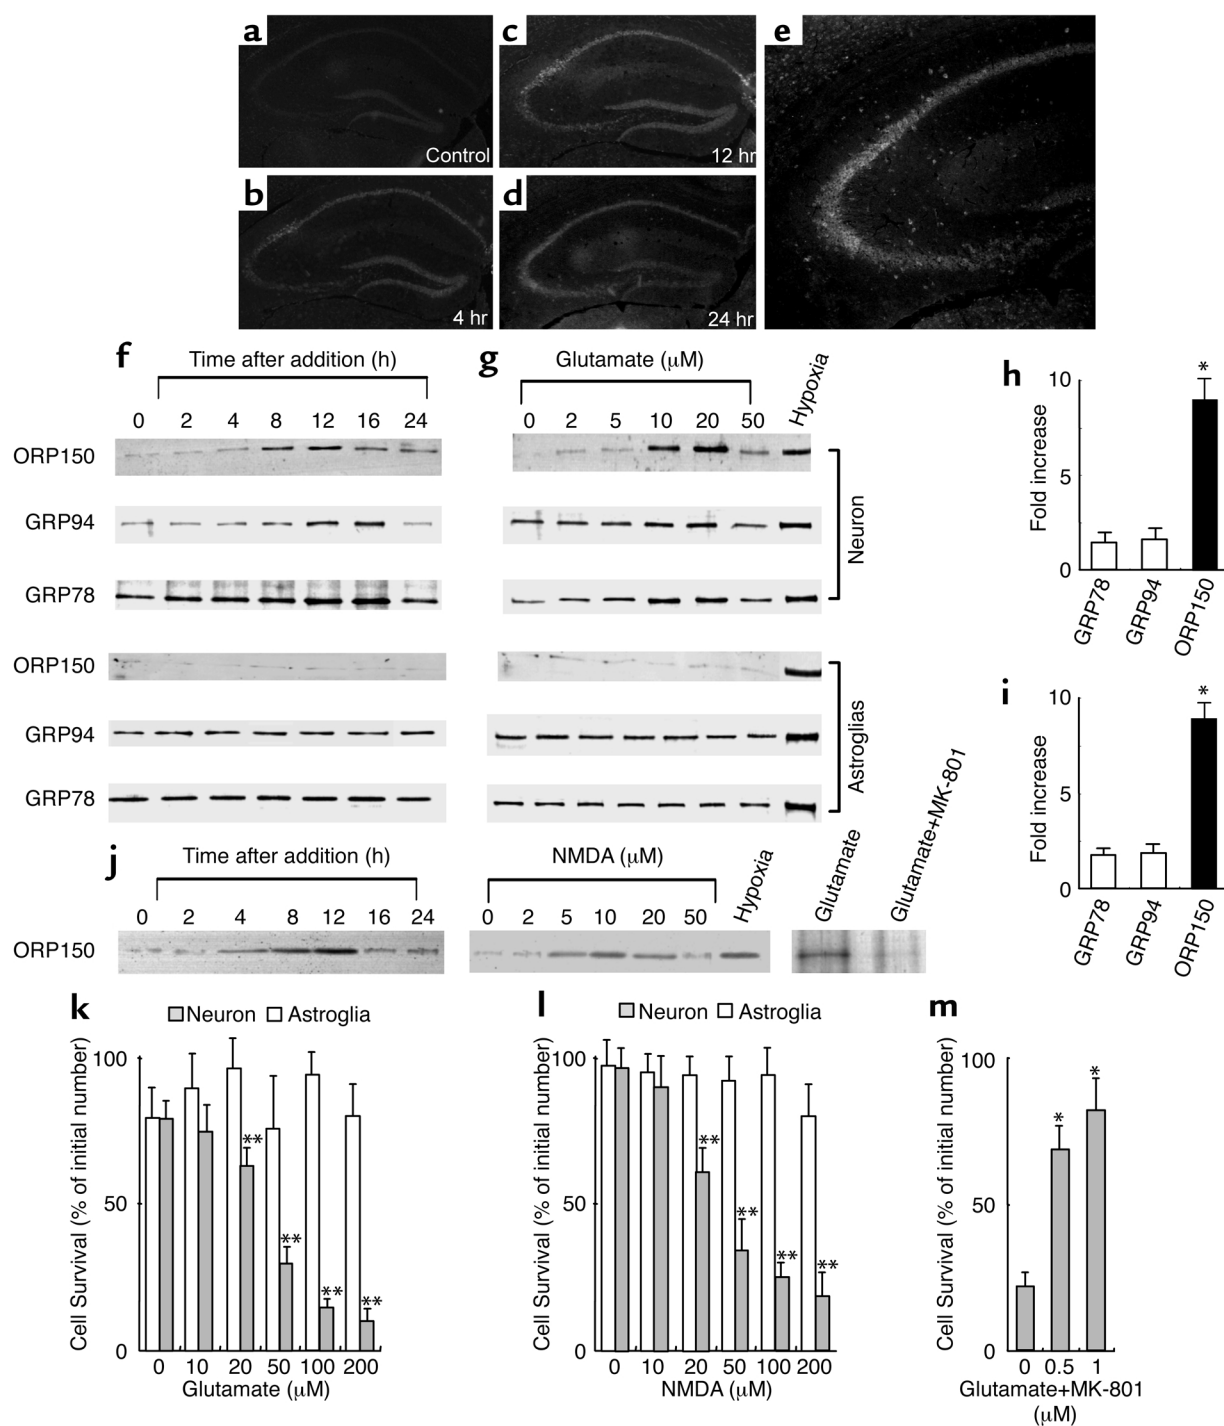 a
Control
b
4 hr
c
12 hr
d
24 hr
e
f
Time after addition (h)
0 2 4 8 12 16 24
ORP150
GRP94
GRP78
ORP150
GRP94
GRP78
g
Glutamate (μM)
0 2 5 10 20 50
Hypoxia
Neuron
Astroglias
h
Fold increase
10
5
0
*
GRP78
GRP94
ORP150
i
Fold increase
10
5
0
*
GRP78
GRP94
ORP150
j
Time after addition (h)
0 2 4 8 12 16 24
ORP150
NMDA (μM)
0 2 5 10 20 50
Hypoxia
Glutamate
Glutamate+MK-801
k
Neuron Astroglia
Cell Survival (% of initial number)
100
50
0
** ** ** **
0 10 20 50 100 200
Glutamate (μM)
l
Neuron Astroglia
Cell Survival (% of initial number)
100
50
0
** ** ** **
0 10 20 50 100 200
NMDA (μM)
m
Cell Survival (% of initial number)
100
50
0
* *
0 0.5 1
Glutamate+MK-801
(μM)